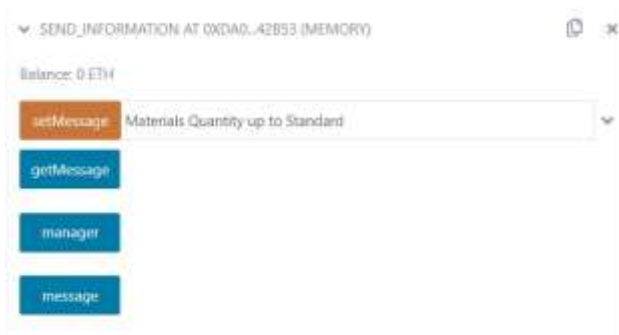 SEND_INFORMATION AT 0XDA0...42B53 (MEMORY)
Balance: 0 ETH
setMessage Materials Quantity up to Standard
getMessage
manager
message